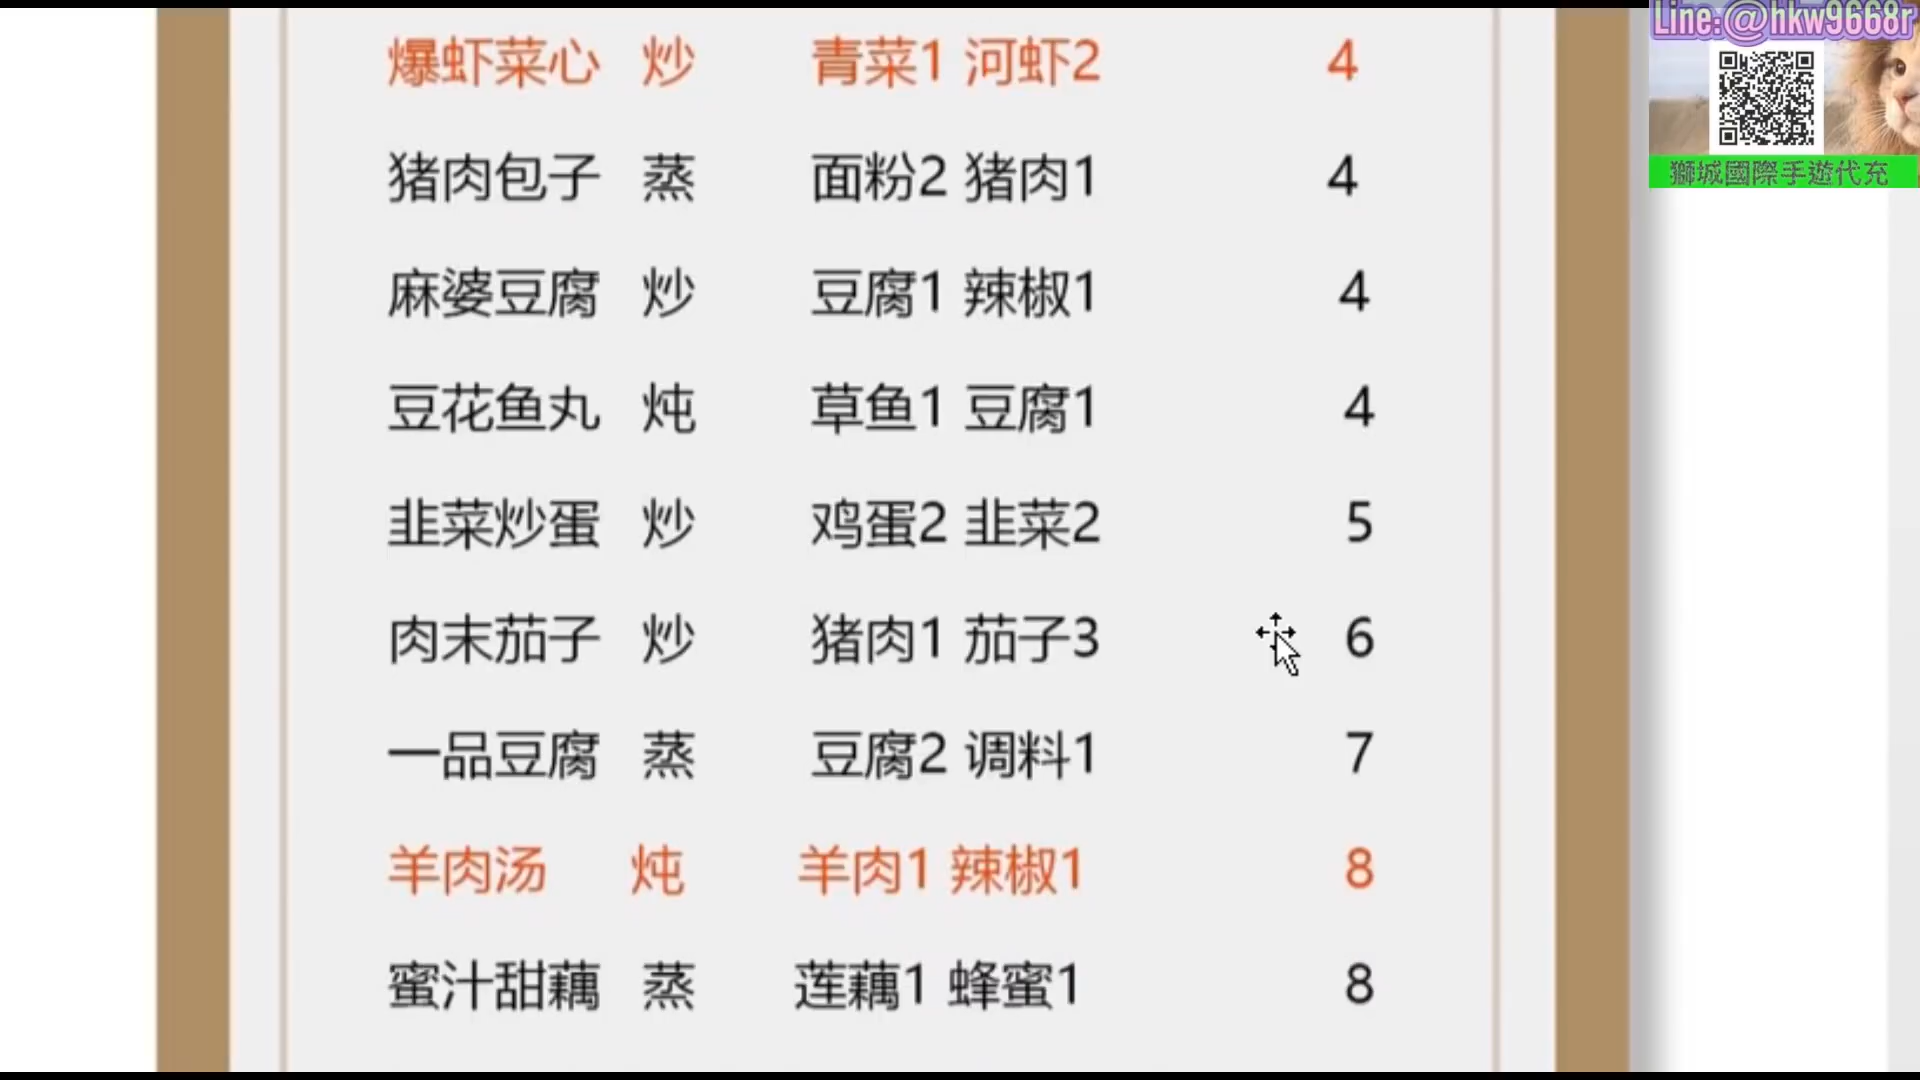 Line:@hkw9668r
爆虾菜心 炒 青菜1 河虾2 4
獅城國際手遊代充
猪肉包子 蒸 面粉2 猪肉1 4
麻婆豆腐 炒 豆腐1 辣椒1 4
豆花鱼丸 炖 草鱼1 豆腐1 4
韭菜炒蛋 炒 鸡蛋2 韭菜2 5
肉末茄子 炒 猪肉1 茄子3 6
一品豆腐 蒸 豆腐2 调料1 7
羊肉汤 炖 羊肉1 辣椒1 8
蜜汁甜藕 蒸 莲藕1 蜂蜜1 8